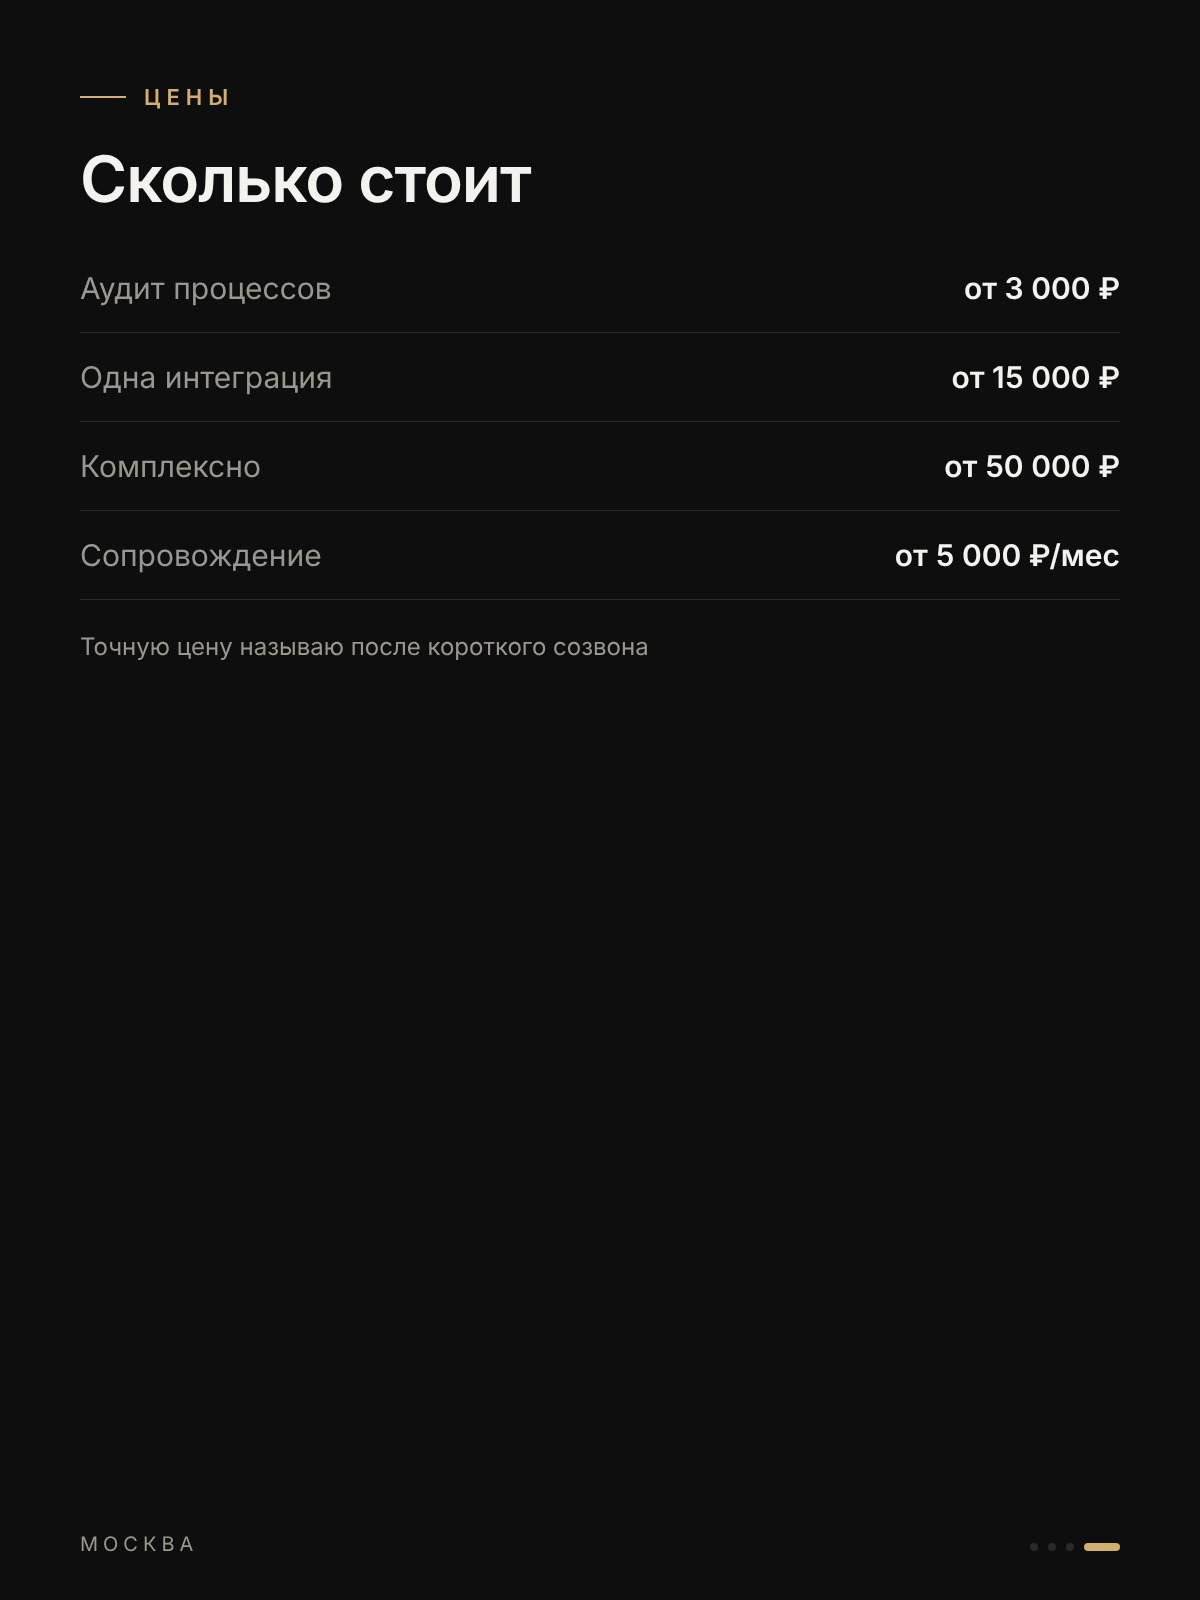 ЦЕНЫ
Сколько стоит
Аудит процессов от 3 000 ₽
Одна интеграция от 15 000 ₽
Комплексно от 50 000 ₽
Сопровождение от 5 000 ₽/мес
Точную цену называю после короткого созвона
МОСКВА